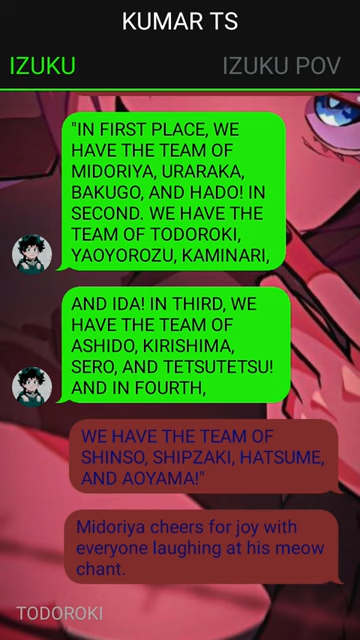 KUMAR TS
IZUKU
IZUKU POV
"IN FIRST PLACE, WE
HAVE THE TEAM OF
MIDORIYA, URARAKA,
BAKUGO, AND HADO! IN
SECOND. WE HAVE THE
TEAM OF TODOROKI,
YAOYOROZU, KAMINARI,
AND IDA! IN THIRD, WE
HAVE THE TEAM OF
ASHIDO, KIRISHIMA,
SERO, AND TETSUTETSU!
AND IN FOURTH,
WE HAVE THE TEAM OF
SHINSO, SHIPZAKI, HATSUME,
AND AOYAMA!"
Midoriya cheers for joy with
everyone laughing at his meow
chant.
TODOROKI